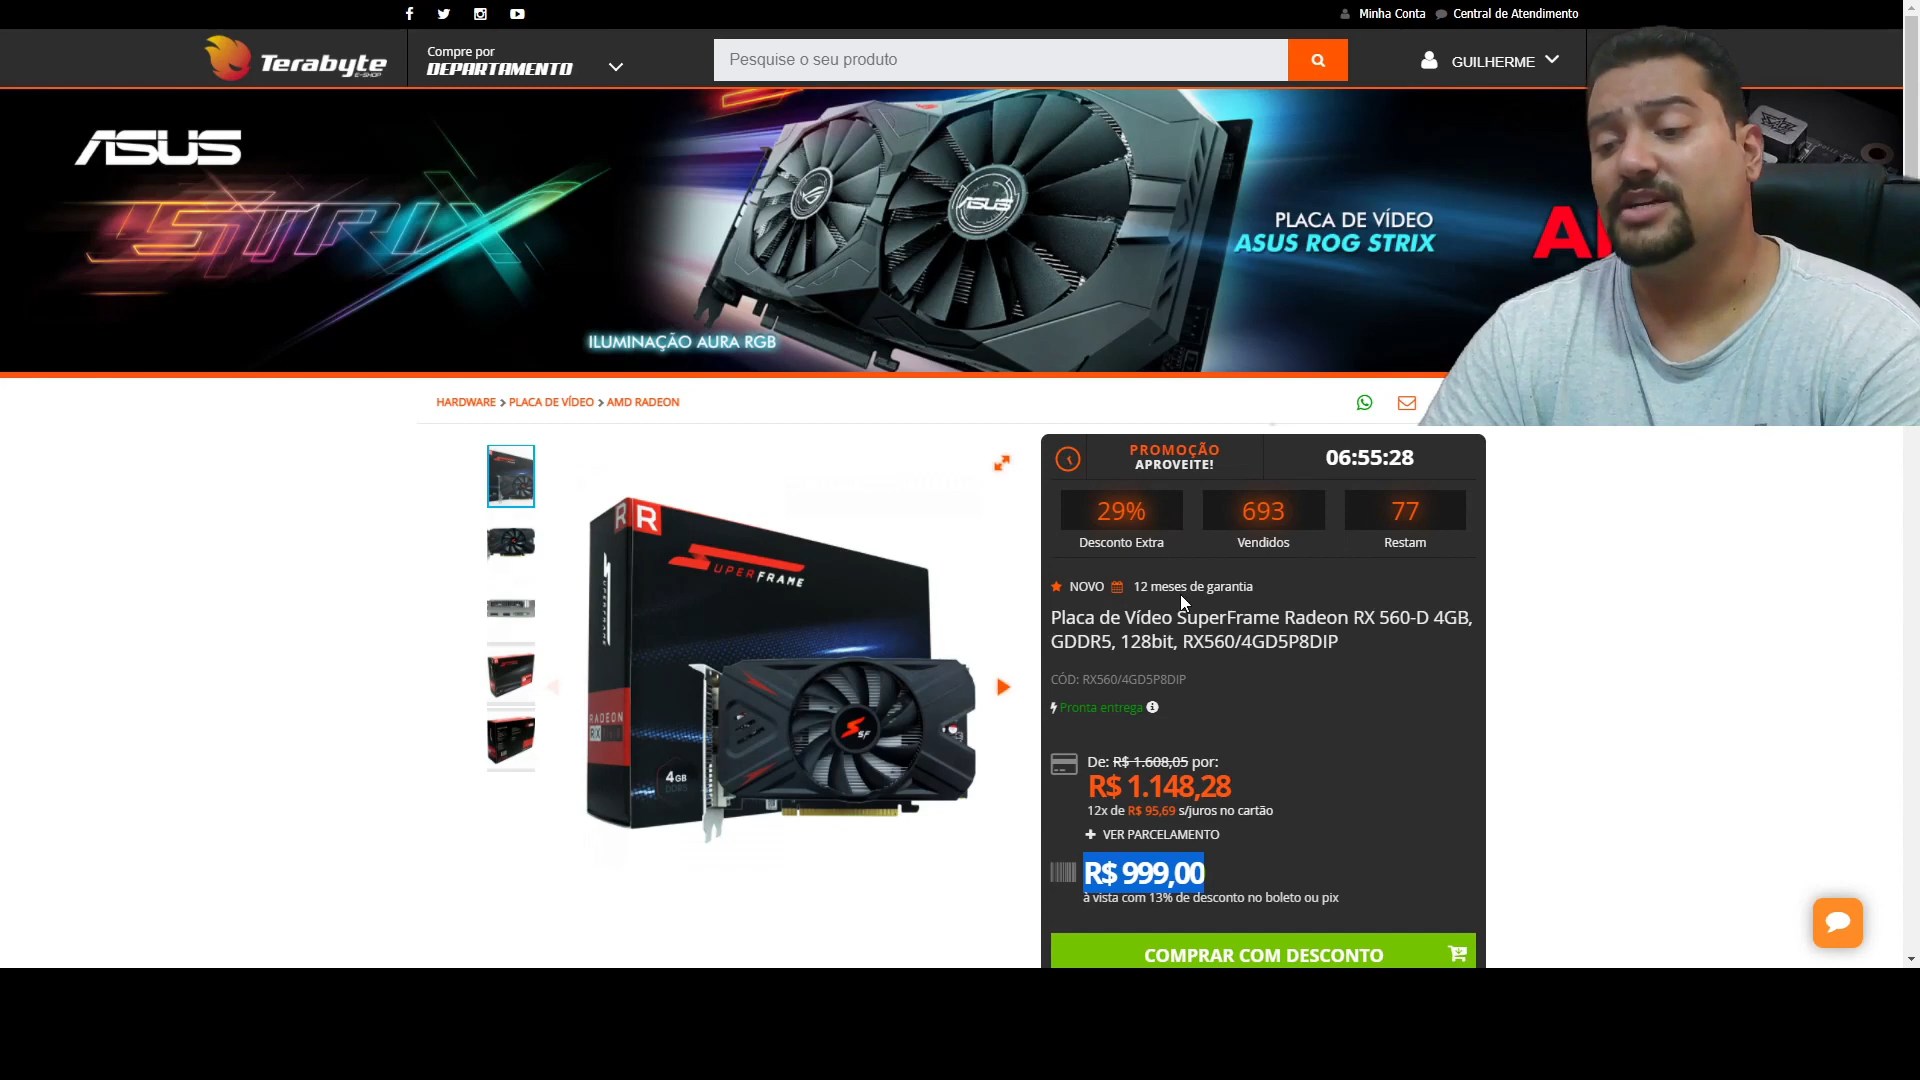 Minha Conta
Central de Atendimento
Terabyte
E-SHOP
Compre por
DEPARTAMENTO
Pesquise o seu produto
GUILHERME
ASUS
STRIX
ASUS
PLACA DE VÍDEO
ASUS ROG STRIX
ILUMINAÇÃO AURA RGB
HARDWARE > PLACA DE VÍDEO > AMD RADEON
PROMOÇÃO
APROVEITE!
06:55:28
29%
693
77
Desconto Extra
Vendidos
Restam
NOVO
12 meses de garantia
Placa de Vídeo SuperFrame Radeon RX 560-D 4GB,
GDDR5, 128bit, RX560/4GD5P8DIP
CÓD: RX560/4GD5P8DIP
Pronta entrega
De: R$ 1.608,05 por:
R$ 1.148,28
12x de R$ 95,69 s/juros no cartão
+ VER PARCELAMENTO
R$ 999,00
à vista com 13% de desconto no boleto ou pix
COMPRAR COM DESCONTO
R
R
SUPERFRAME
SUPERFRAME
RADEON
4GB
SF